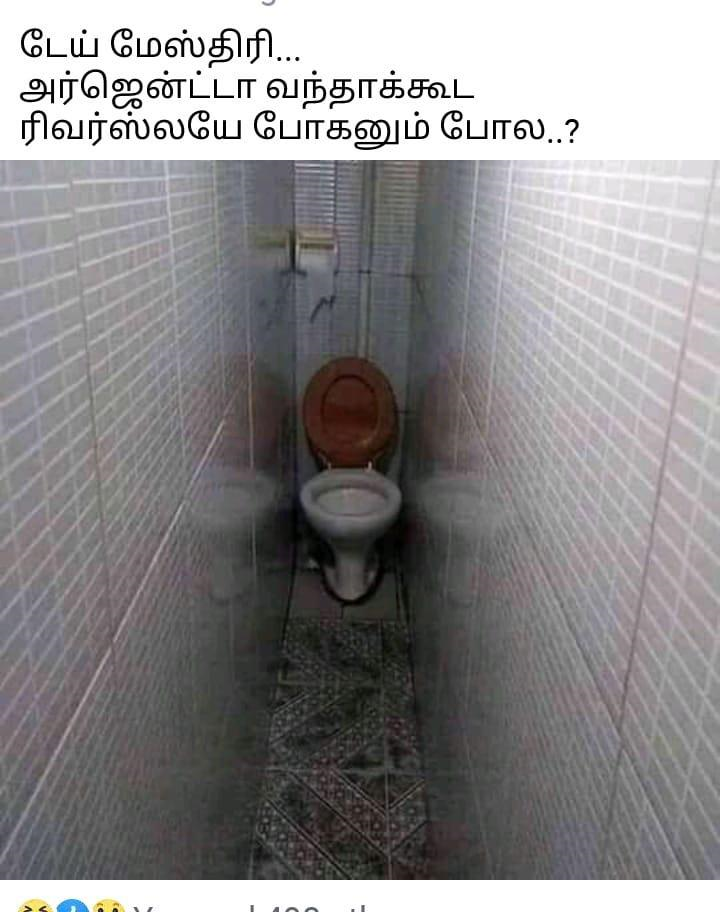 டேய் மேஸ்திரி...
அர்ஜென்ட்டா வந்தாக்கூட
ரிவர்ஸ்லயே போகனும் போல..?